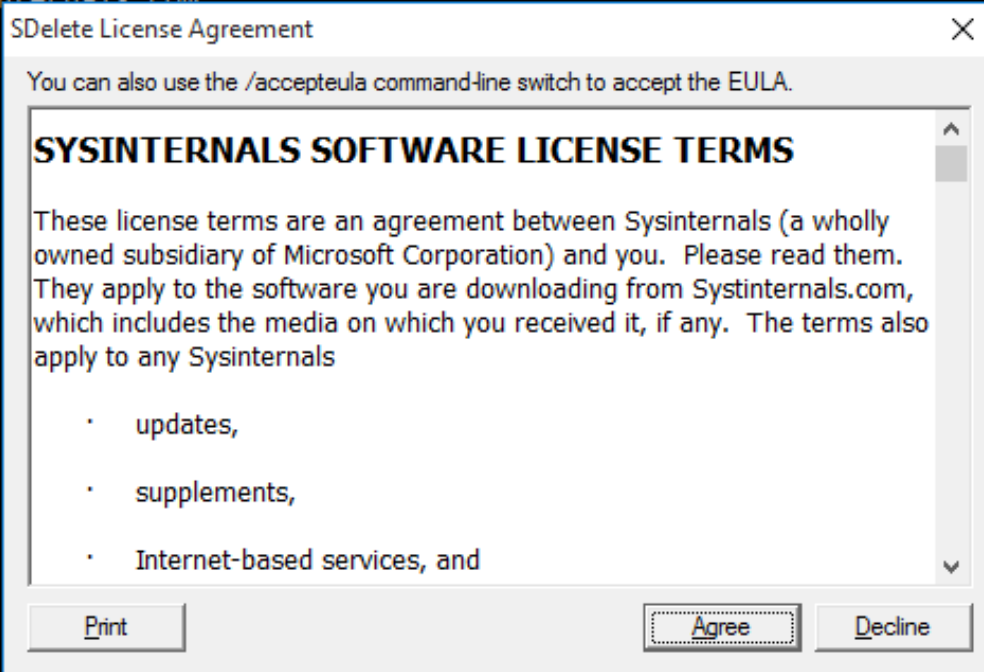 SDelete License Agreement
You can also use the /accepteula command-line switch to accept the EULA.
SYSINTERNALS SOFTWARE LICENSE TERMS
These license terms are an agreement between Sysinternals (a wholly
owned subsidiary of Microsoft Corporation) and you.  Please read them.
They apply to the software you are downloading from Systinternals.com,
which includes the media on which you received it, if any.  The terms also
apply to any Sysinternals
· updates,
· supplements,
· Internet-based services, and
Print
Agree
Decline